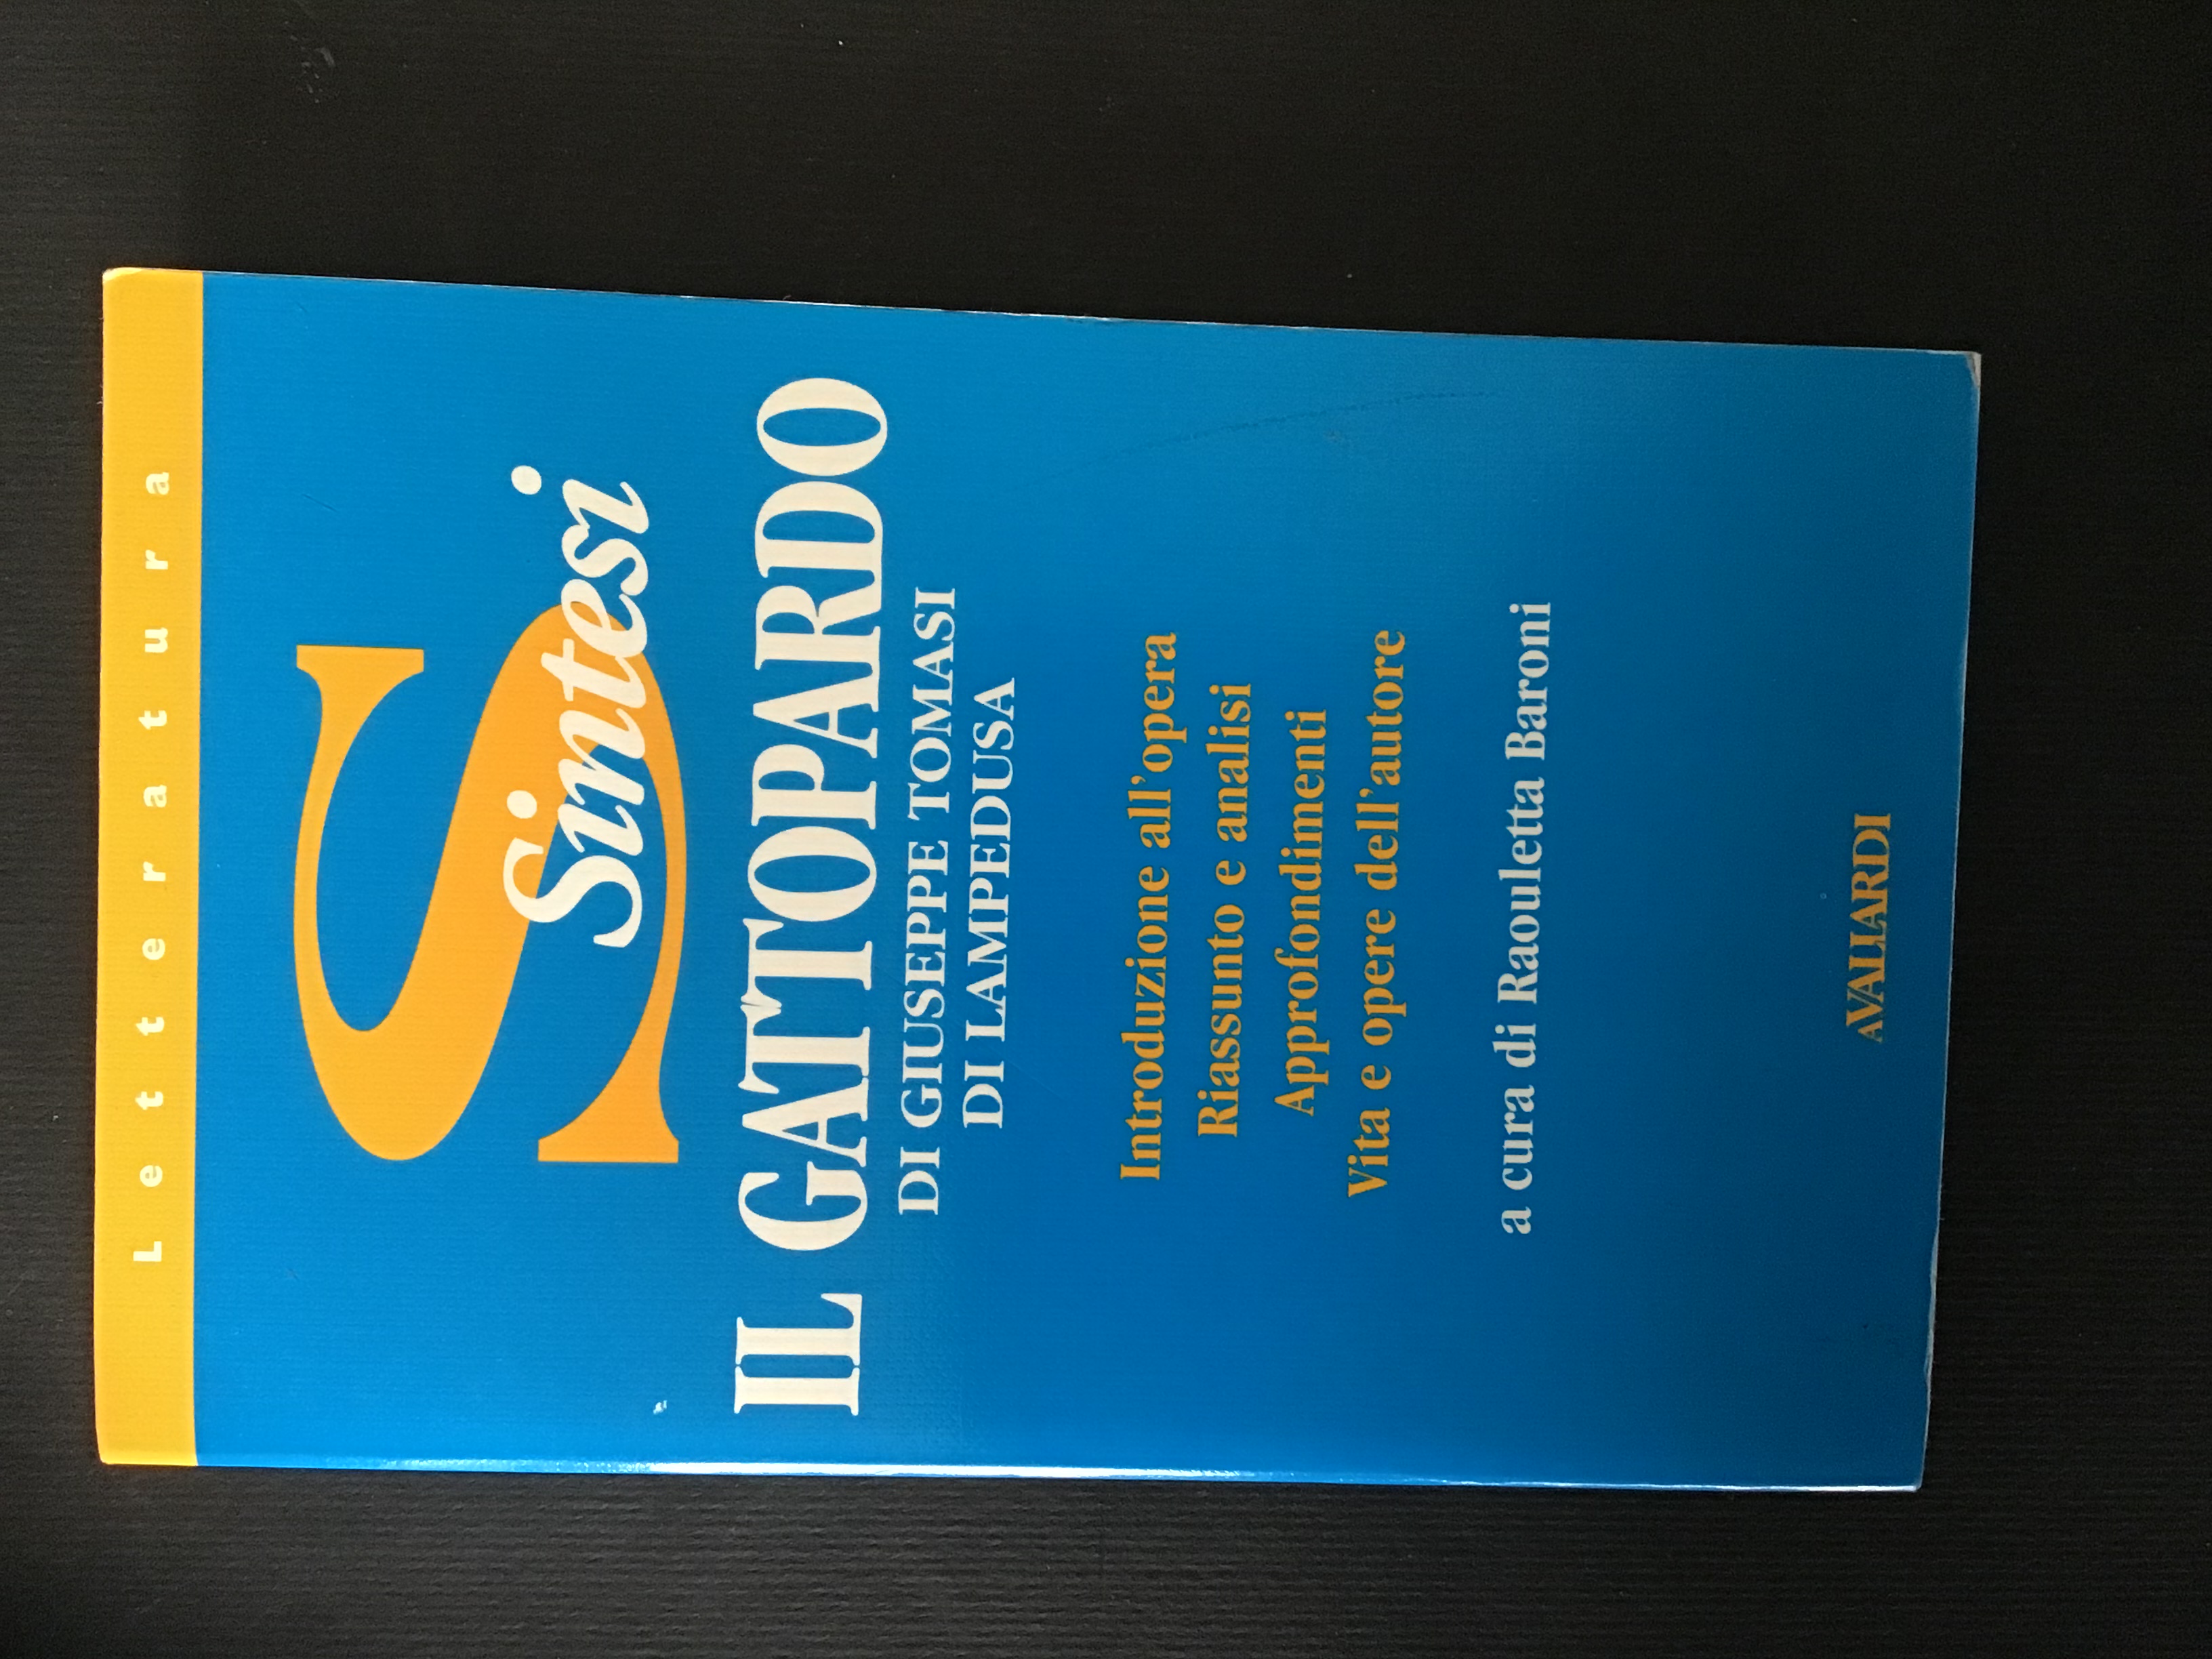 Letteratura
S
Sintesi
IL GATTOPARDO
DI GIUSEPPE TOMASI
DI LAMPEDUSA
Introduzione all'opera
Riassunto e analisi
Approfondimenti
Vita e opere dell'autore
a cura di Raouletta Baroni
AVALLARDI